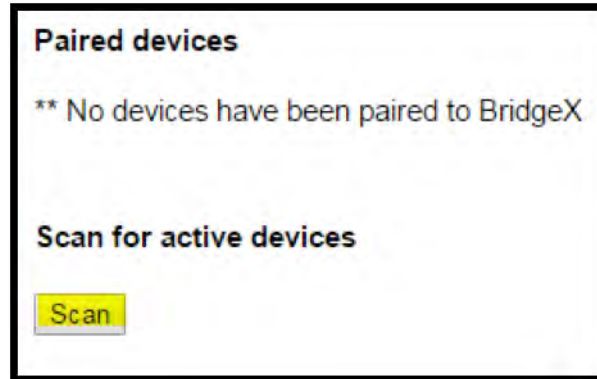 Paired devices
** No devices have been paired to BridgeX
Scan for active devices
Scan